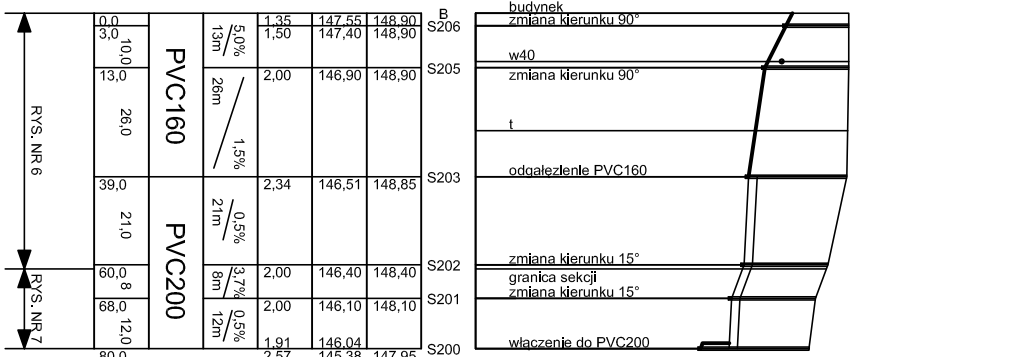 0,0 1,35 147,55 148,90 B budynek
3,0 1,50 147,40 148,90 S206 zmiana kierunku 90°
10,0 13m 5,0%
w40
13,0 2,00 146,90 148,90 S205 zmiana kierunku 90°
PVC160
RYS. NR 6
26,0 26m 1,5%
t
39,0 2,34 146,51 148,85 S203 odgałęzienie PVC160
21,0 21m 0,5%
PVC200
zmiana kierunku 15°
60,0 2,00 146,40 148,40 S202
granica sekcji
8 8m 3,7%
zmiana kierunku 15°
68,0 2,00 146,10 148,10 S201
RYS. NR 7
12,0 12m 0,5%
1,91 146,04 S200 włączenie do PVC200
80,0 2,57 145,38 147,95